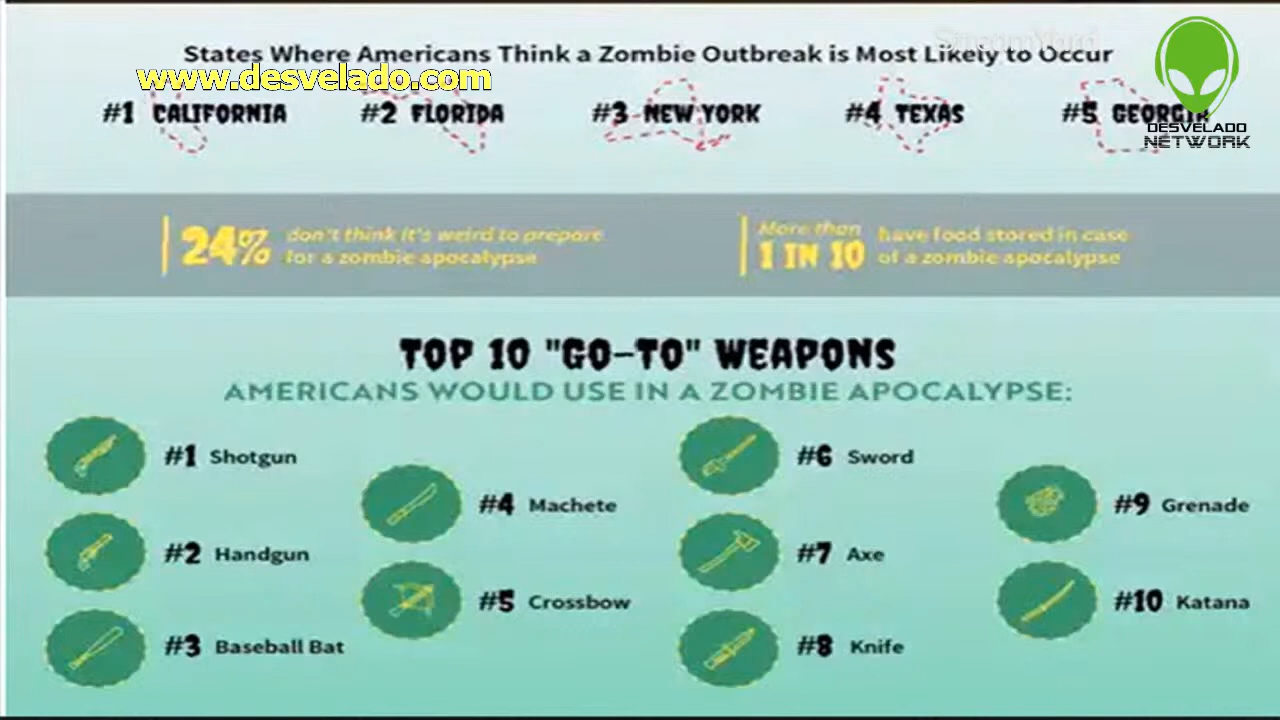 StreamYard
States Where Americans Think a Zombie Outbreak is Most Likely to Occur
www.desvelado.com
#1 CALIFORNIA
#2 FLORIDA
#3 NEW YORK
#4 TEXAS
#5 GEORGIA
DESVELADO
NETWORK
24% don't think it's weird to prepare
for a zombie apocalypse
More than
1 IN 10
have food stored in case
of a zombie apocalypse
TOP 10 "GO-TO" WEAPONS
AMERICANS WOULD USE IN A ZOMBIE APOCALYPSE:
#1 Shotgun
#2 Handgun
#3 Baseball Bat
#4 Machete
#5 Crossbow
#6 Sword
#7 Axe
#8 Knife
#9 Grenade
#10 Katana